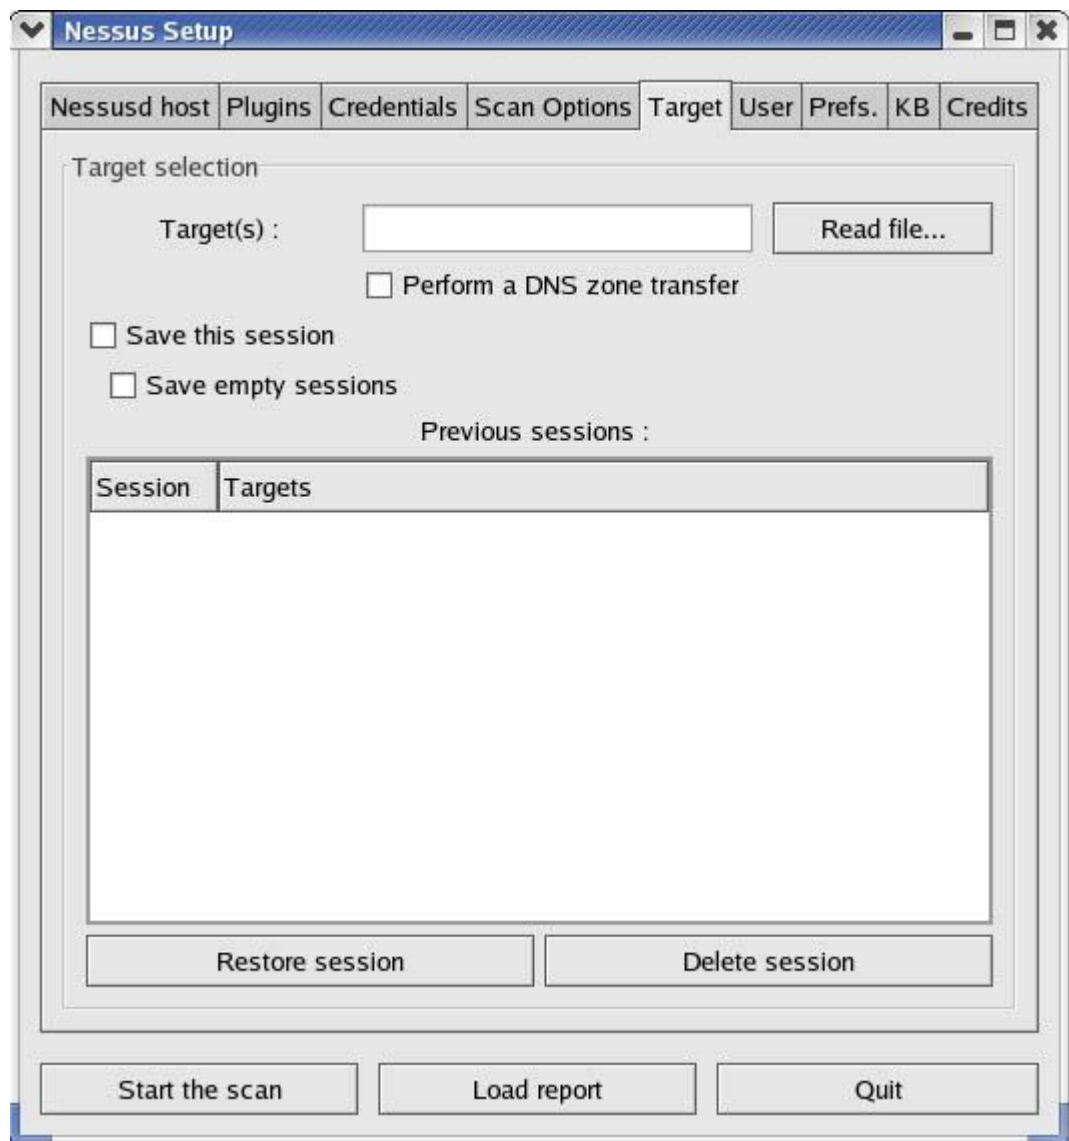 Nessus Setup
Nessusd host Plugins Credentials Scan Options Target User Prefs. KB Credits
Target selection
Target(s) : Read file...
Perform a DNS zone transfer
Save this session
Save empty sessions
Previous sessions :
Session Targets
Restore session Delete session
Start the scan Load report Quit